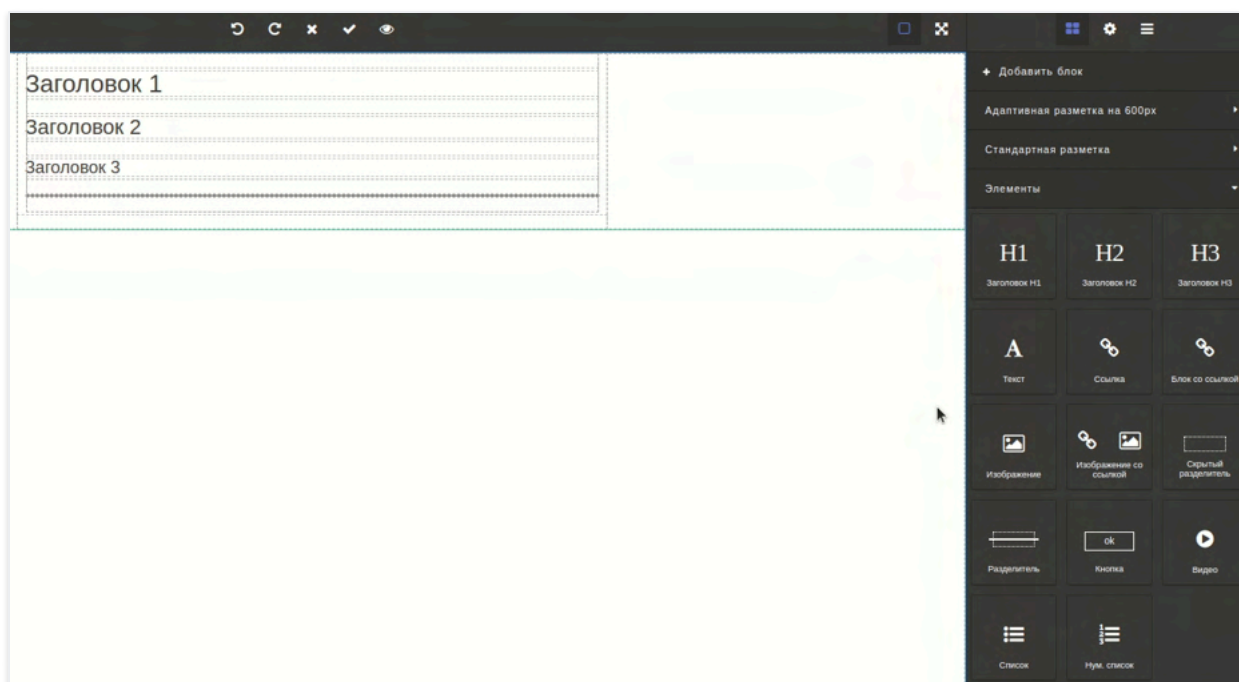 Заголовок 1
Заголовок 2
Заголовок 3
+ Добавить блок
Адаптивная разметка на 600px
Стандартная разметка
Элементы
H1 H2 H3
Заголовок H1 Заголовок H2 Заголовок H3
A
Текст Ссылка Блок со ссылкой
Изображение Изображение со ссылкой Скрытый разделитель
ok
Разделитель Кнопка Видео
Список Нум. список